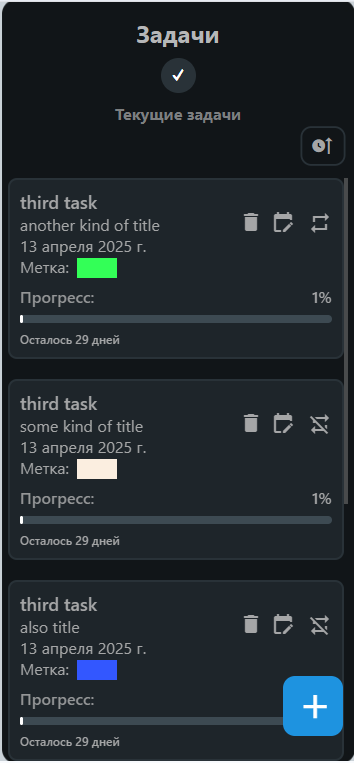 Задачи
Текущие задачи
third task
another kind of title
13 апреля 2025 г.
Метка:
Прогресс: 1%
Осталось 29 дней
third task
some kind of title
13 апреля 2025 г.
Метка:
Прогресс: 1%
Осталось 29 дней
third task
also title
13 апреля 2025 г.
Метка:
Прогресс:
Осталось 29 дней